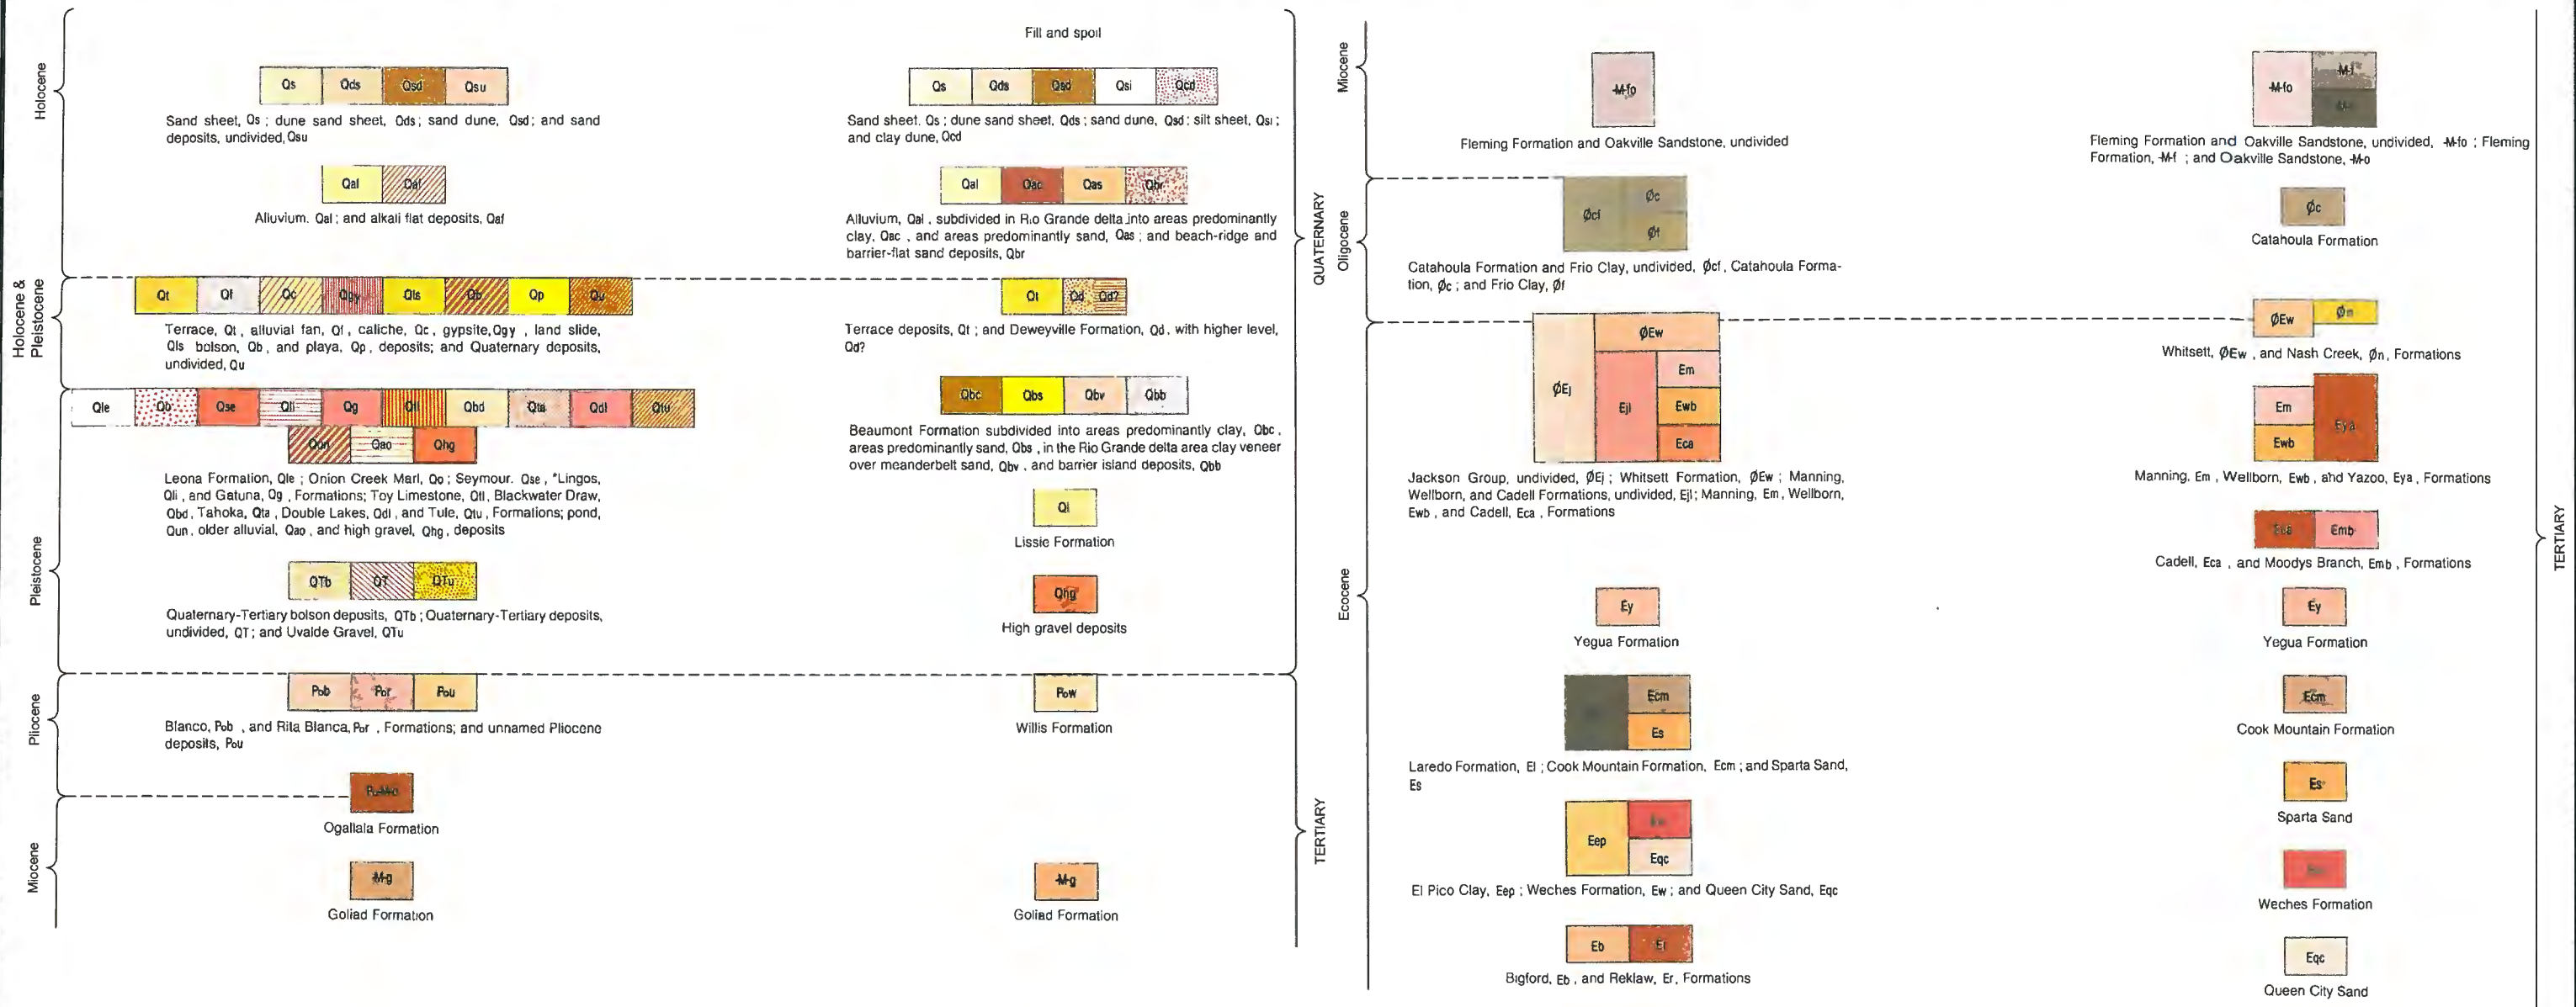 Holocene
Qs Qds Qsd Qsu
Sand sheet, Qs ; dune sand sheet, Qds ; sand dune, Qsd ; and sand
deposits, undivided, Qsu
Qal Qaf
Alluvium. Qal ; and alkali flat deposits, Qaf
Holocene &
Pleistocene
Qt Qf Qc Qgy Qls Qb Qp Qu
Terrace, Qt , alluvial fan, Qf , caliche, Qc , gypsite, Qgy , land slide,
Qls bolson, Qb , and playa, Qp , deposits; and Quaternary deposits,
undivided, Qu
Pleistocene
Qle Qse Qli Qg Qtl Qbd Qta Qdl Qtu
Qun Qao Qhg
Leona Formation, Qle ; Onion Creek Marl, Qo ; Seymour. Qse , *Lingos,
Qli , and Gatuna, Qg , Formations; Toy Limestone, Qtl , Blackwater Draw,
Qbd , Tahoka, Qta , Double Lakes, Qdl , and Tule, Qtu , Formations; pond,
Qun , older alluvial, Qao , and high gravel, Qhg , deposits
QTb QT QTu
Quaternary-Tertiary bolson deposits, QTb ; Quaternary-Tertiary deposits,
undivided, QT ; and Uvalde Gravel, QTu
Pliocene
Pob Por Pou
Blanco, Pob , and Rita Blanca, Por , Formations; and unnamed Pliocene
deposits, Pou
Ogallala Formation
Miocene
Mg
Goliad Formation
Fill and spoil
Qs Qds Qsd Qsi Qcd
Sand sheet. Qs ; dune sand sheet, Qds ; sand dune, Qsd ; silt sheet, Qsi ;
and clay dune, Qcd
Qal Qac Qas Qbr
Alluvium, Qal , subdivided in Rio Grande delta into areas predominantly
clay, Qac , and areas predominantly sand, Qas ; and beach-ridge and
barrier-flat sand deposits, Qbr
Qt Qd Qd?
Terrace deposits, Qt ; and Deweyville Formation, Qd , with higher level,
Qd?
Qbc Qbs Qbv Qbb
Beaumont Formation subdivided into areas predominantly clay, Qbc ,
areas predominantly sand, Qbs , in the Rio Grande delta area clay veneer
over meanderbelt sand, Qbv , and barrier island deposits, Qbb
Ql
Lissie Formation
Qhg
High gravel deposits
Pow
Willis Formation
Mg
Goliad Formation
QUATERNARY
TERTIARY
Miocene
Mfo
Fleming Formation and Oakville Sandstone, undivided
Oligocene
Øcf Øc
Øf
Catahoula Formation and Frio Clay, undivided, Øcf , Catahoula Forma-
tion, Øc ; and Frio Clay, Øf
Ecocene
ØEj ØEw
Ejl Em
Ewb
Eca
Jackson Group, undivided, ØEj ; Whitsett Formation, ØEw ; Manning,
Wellborn, and Cadell Formations, undivided, Ejl ; Manning, Em , Wellborn,
Ewb , and Cadell, Eca , Formations
Ey
Yegua Formation
Ecm
Es
Laredo Formation, El ; Cook Mountain Formation, Ecm ; and Sparta Sand,
Es
Eep
Eqc
El Pico Clay, Eep ; Weches Formation, Ew ; and Queen City Sand, Eqc
Eb Er
Bigford, Eb , and Reklaw, Er, Formations
Mfo Mf
Fleming Formation and Oakville Sandstone, undivided, Mfo ; Fleming
Formation, Mf ; and Oakville Sandstone, Mo
Øc
Catahoula Formation
ØEw Øn
Whitsett, ØEw , and Nash Creek, Øn , Formations
Em Eya
Ewb
Manning, Em , Wellborn, Ewb , and Yazoo, Eya , Formations
Eca Emb
Cadell, Eca , and Moodys Branch, Emb , Formations
Ey
Yegua Formation
Ecm
Cook Mountain Formation
Es
Sparta Sand
Weches Formation
Eqc
Queen City Sand
TERTIARY